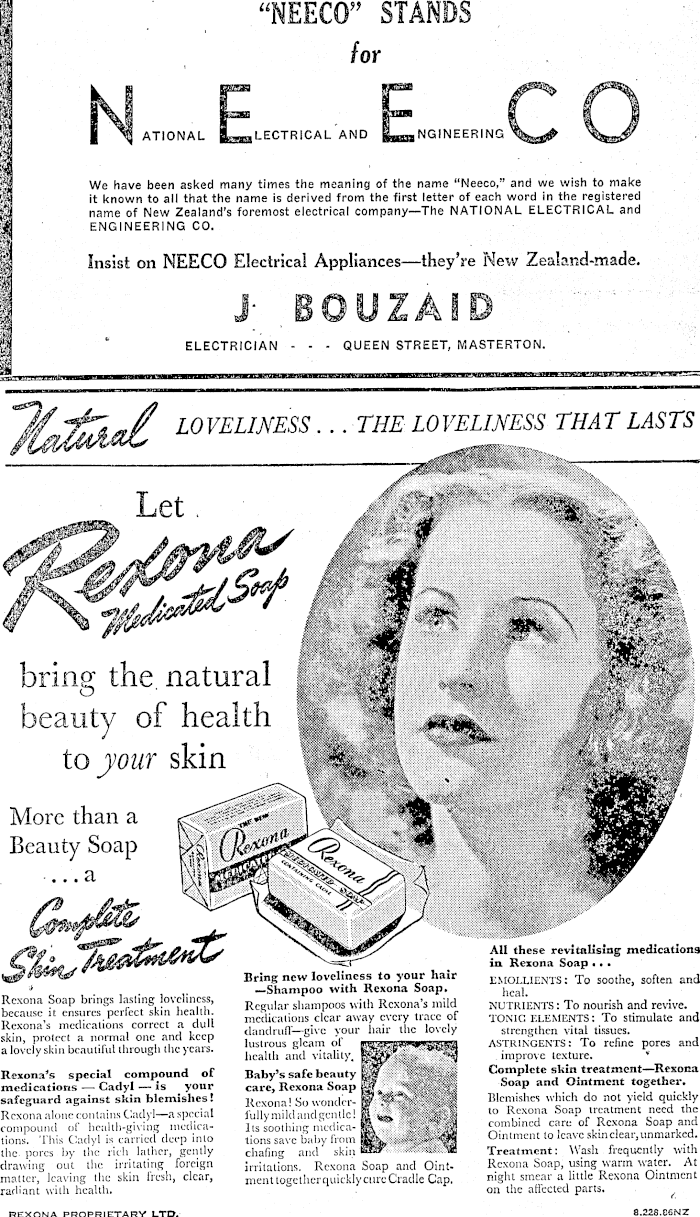 "NEECO" STANDS
for
NATIONAL ELECTRICAL AND ENGINEERING CO
We have been asked many times the meaning of the name "Neeco," and we wish to make
it known to all that the name is derived from the first letter of each word in the registered
name of New Zealand's foremost electrical company—The NATIONAL ELECTRICAL and
ENGINEERING CO.
Insist on NEECO Electrical Appliances—they're New Zealand-made.
J. BOUZAID
ELECTRICIAN - - - QUEEN STREET, MASTERTON.
Natural LOVELINESS . . . THE LOVELINESS THAT LASTS
Let
Rexona
Medicated Soap
bring the natural
beauty of health
to your skin
More than a
Beauty Soap
. . . a
Complete
Skin Treatment
THE NEW
Rexona
MEDICATED
Rexona
MEDICATED SOAP
CONTAINING CADYL
Rexona Soap brings lasting loveliness,
because it ensures perfect skin health.
Rexona's medications correct a dull
skin, protect a normal one and keep
a lovely skin beautiful through the years.
Rexona's special compound of
medications — Cadyl — is your
safeguard against skin blemishes!
Rexona alone contains Cadyl—a special
compound of health-giving medica-
tions. This Cadyl is carried deep into
the pores by the rich lather, gently
drawing out the irritating foreign
matter, leaving the skin fresh, clear,
radiant with health.
Bring new loveliness to your hair
—Shampoo with Rexona Soap.
Regular shampoos with Rexona's mild
medications clear away every trace of
dandruff—give your hair the lovely
lustrous gleam of
health and vitality.
Baby's safe beauty
care, Rexona Soap
Rexona! So wonder-
fully mild and gentle!
Its soothing medica-
tions save baby from
chafing and skin
irritations. Rexona Soap and Oint-
ment together quickly cure Cradle Cap.
All these revitalising medications
in Rexona Soap . . .
EMOLLIENTS: To soothe, soften and
heal.
NUTRIENTS: To nourish and revive.
TONIC ELEMENTS: To stimulate and
strengthen vital tissues.
ASTRINGENTS: To refine pores and
improve texture.
Complete skin treatment—Rexona
Soap and Ointment together.
Blemishes which do not yield quickly
to Rexona Soap treatment need the
combined care of Rexona Soap and
Ointment to leave skin clear, unmarked.
Treatment: Wash frequently with
Rexona Soap, using warm water. At
night smear a little Rexona Ointment
on the affected parts.
REXONA PROPRIETARY LTD.
8.228.86NZ